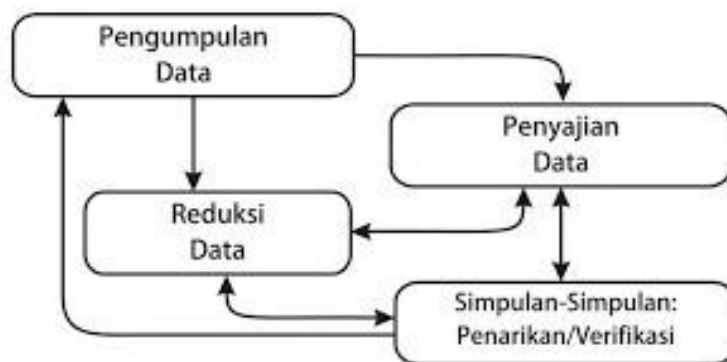 Pengumpulan
Data
Penyajian
Data
Reduksi
Data
Simpulan-Simpulan:
Penarikan/Verifikasi